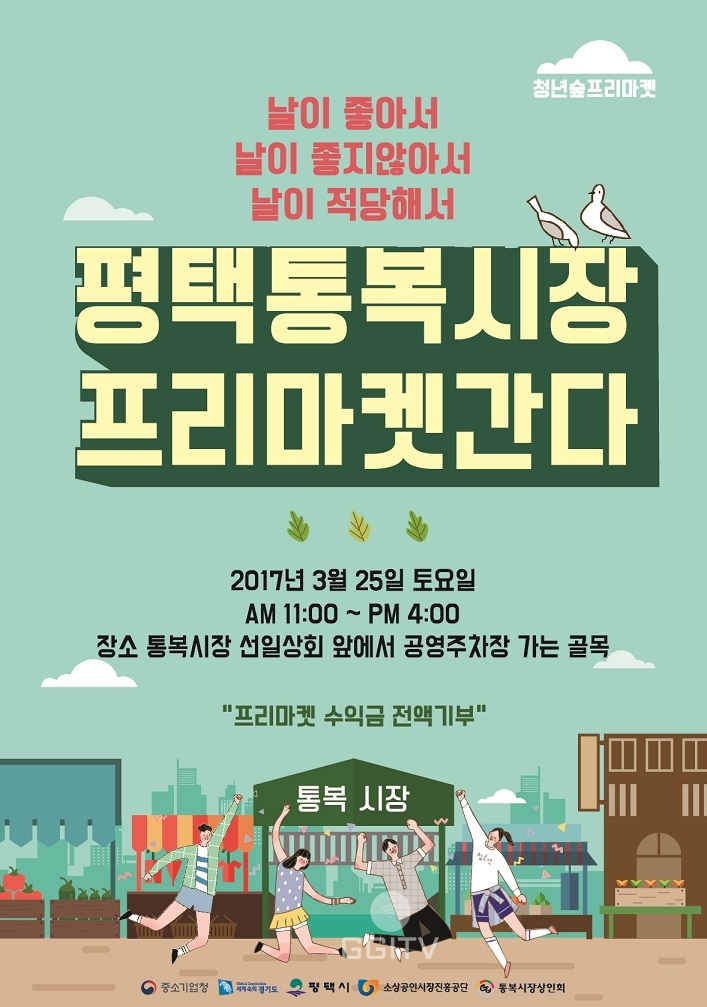 청년숲프리마켓
날이 좋아서
날이 좋지않아서
날이 적당해서
평택통복시장
프리마켓간다
2017년 3월 25일 토요일
AM 11:00 ~ PM 4:00
장소 통복시장 선일상회 앞에서 공영주차장 가는 골목
"프리마켓 수익금 전액기부"
통복 시장
GGiTV
중소기업청 Global Inspiration 세계속의 경기도 평택시 소상공인시장진흥공단 통복시장상인회